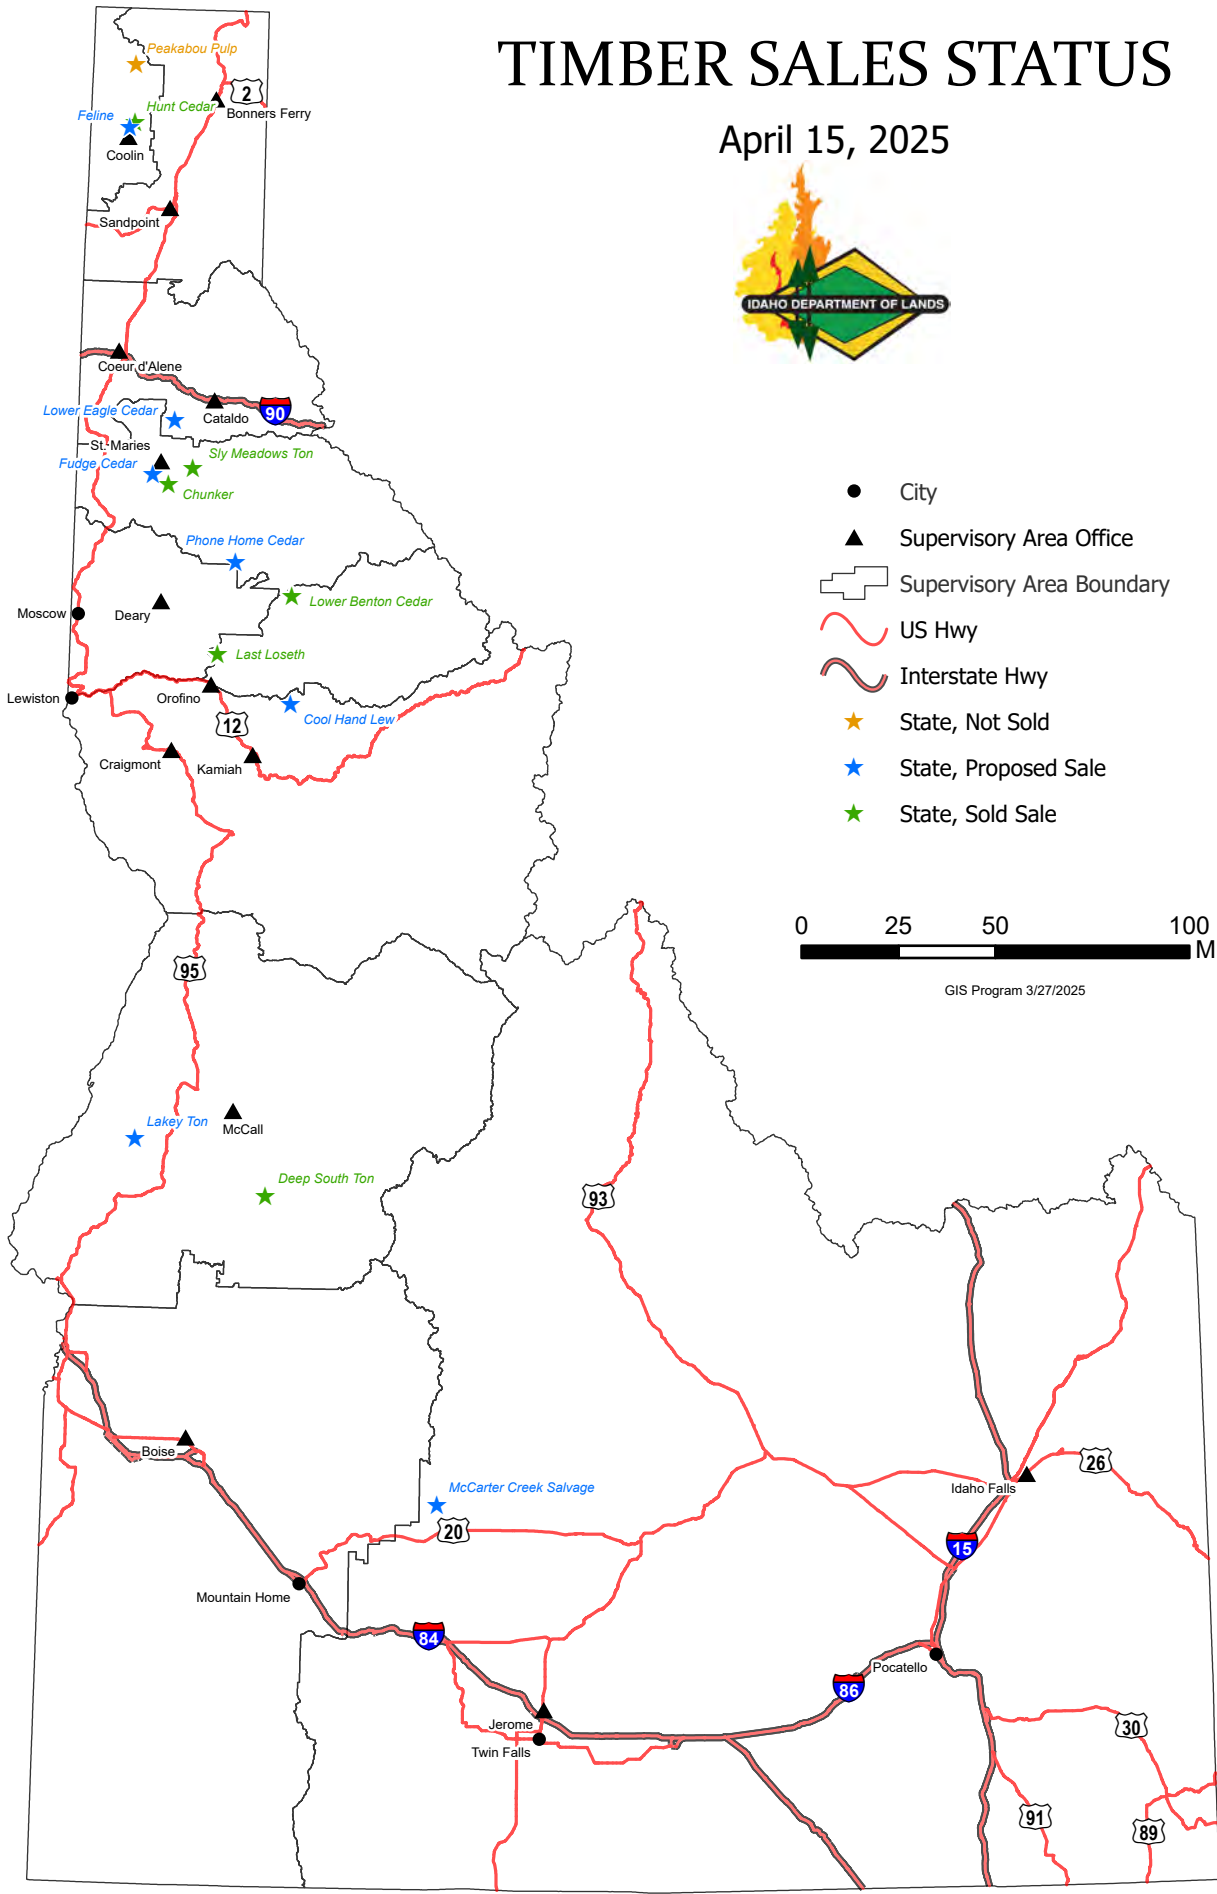 TIMBER SALES STATUS
April 15, 2025
IDAHO DEPARTMENT OF LANDS
Peakabou Pulp
2
Hunt Cedar
Bonners Ferry
Feline
Coolin
Sandpoint
Coeur d'Alene
Lower Eagle Cedar
90
Cataldo
St. Maries
Sly Meadows Ton
Fudge Cedar
Chunker
Phone Home Cedar
Lower Benton Cedar
Moscow
Deary
Last Loseth
Lewiston
Orofino
Cool Hand Lew
12
Craigmont
Kamiah
City
Supervisory Area Office
Supervisory Area Boundary
US Hwy
Interstate Hwy
State, Not Sold
State, Proposed Sale
State, Sold Sale
0 25 50 100
M
GIS Program 3/27/2025
95
Lakey Ton
McCall
Deep South Ton
93
Boise
26
Idaho Falls
McCarter Creek Salvage
20
15
Mountain Home
84
Pocatello
86
Jerome
30
Twin Falls
91
89